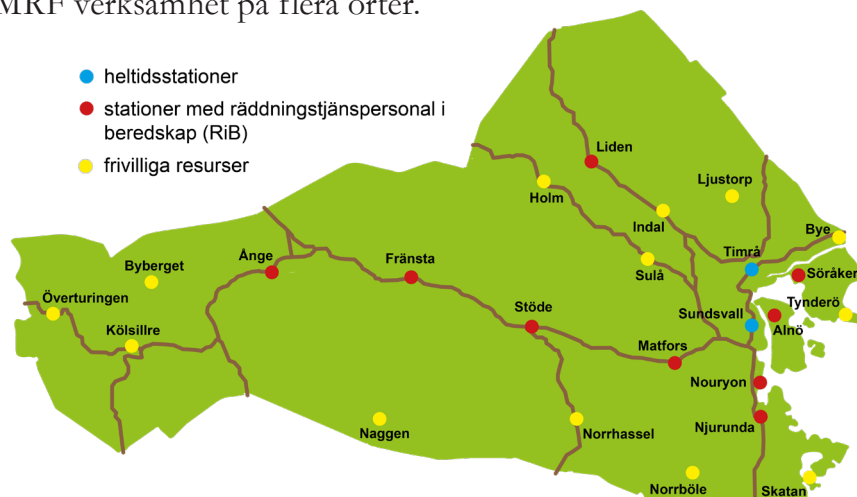 MRF verksamhet på flera orter.
heltidsstationer
stationer med räddningstjänspersonal i
beredskap (RiB)
frivilliga resurser
Liden
Ljustorp
Holm
Indal
Bye
Timrå
Ånge
Fränsta
Byberget
Sulå
Söråker
Överturingen
Tynderö
Stöde
Sundsvall
Kölsillre
Alnö
Matfors
Nouryon
Njurunda
Naggen
Norrhassel
Norrböle
Skatan